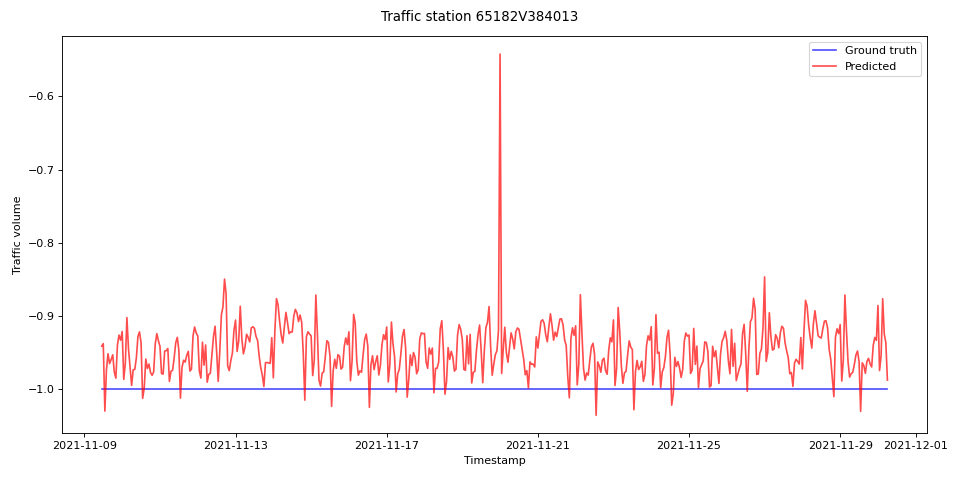 Traffic station 65182V384013
Ground truth
Predicted
Traffic volume
−0.6
−0.7
−0.8
−0.9
−1.0
2021-11-09 2021-11-13 2021-11-17 2021-11-21 2021-11-25 2021-11-29 2021-12-01
Timestamp